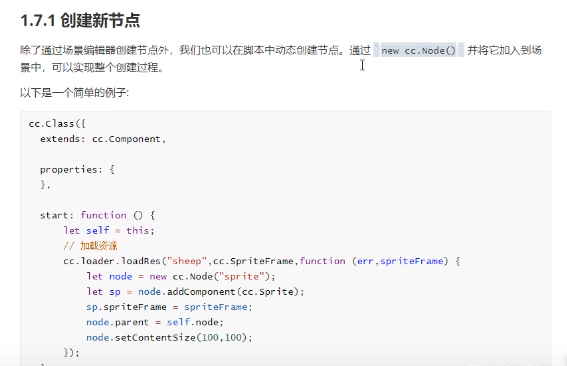 1.7.1 创建新节点
除了通过场景编辑器创建节点外，我们也可以在脚本中动态创建节点。通过 new cc.Node() 并将它加入到场
景中，可以实现整个创建过程。
以下是一个简单的例子:
cc.Class({
  extends: cc.Component,

  properties: {
  },

  start: function () {
      let self = this;
      // 加载资源
      cc.loader.loadRes("sheep",cc.SpriteFrame,function (err,spriteFrame) {
          let node = new cc.Node("sprite");
          let sp = node.addComponent(cc.Sprite);
          sp.spriteFrame = spriteFrame;
          node.parent = self.node;
          node.setContentSize(100,100);
      });